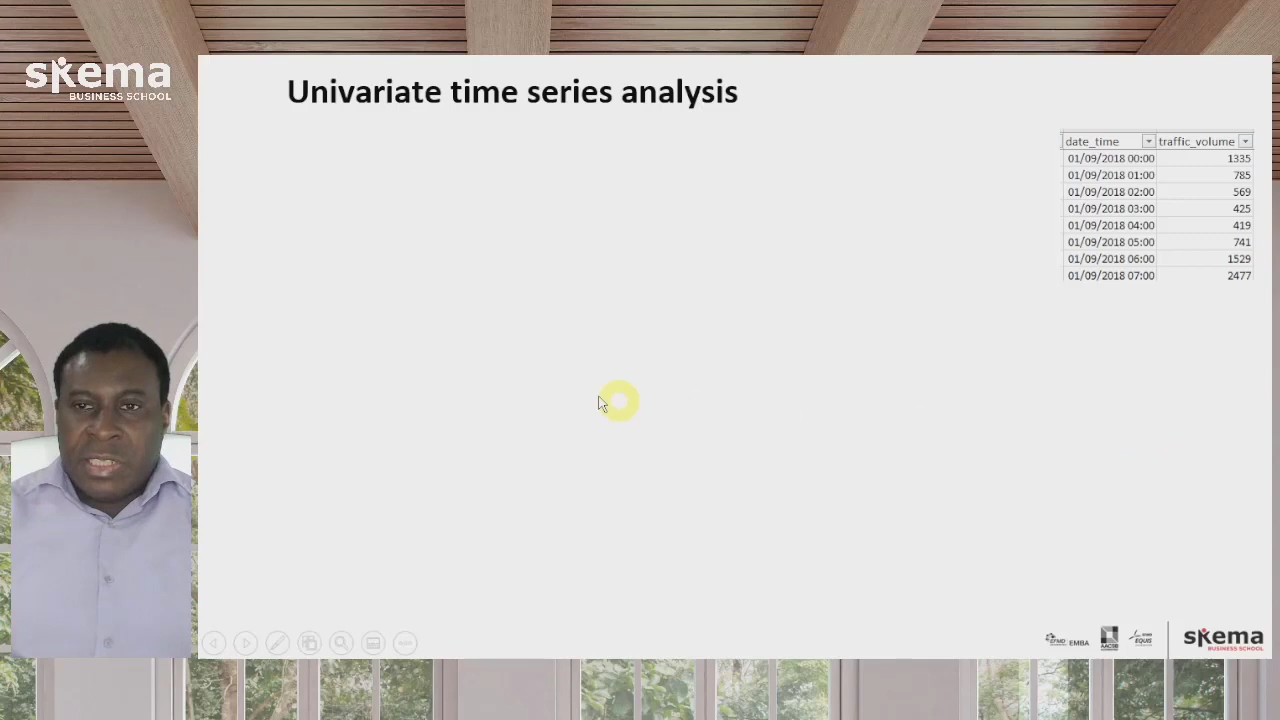 skema
BUSINESS SCHOOL
Univariate time series analysis
date_time traffic_volume
01/09/2018 00:00 1335
01/09/2018 01:00 785
01/09/2018 02:00 569
01/09/2018 03:00 425
01/09/2018 04:00 419
01/09/2018 05:00 741
01/09/2018 06:00 1529
01/09/2018 07:00 2477
EFMD EMBA AACSB EQUIS skema
BUSINESS SCHOOL